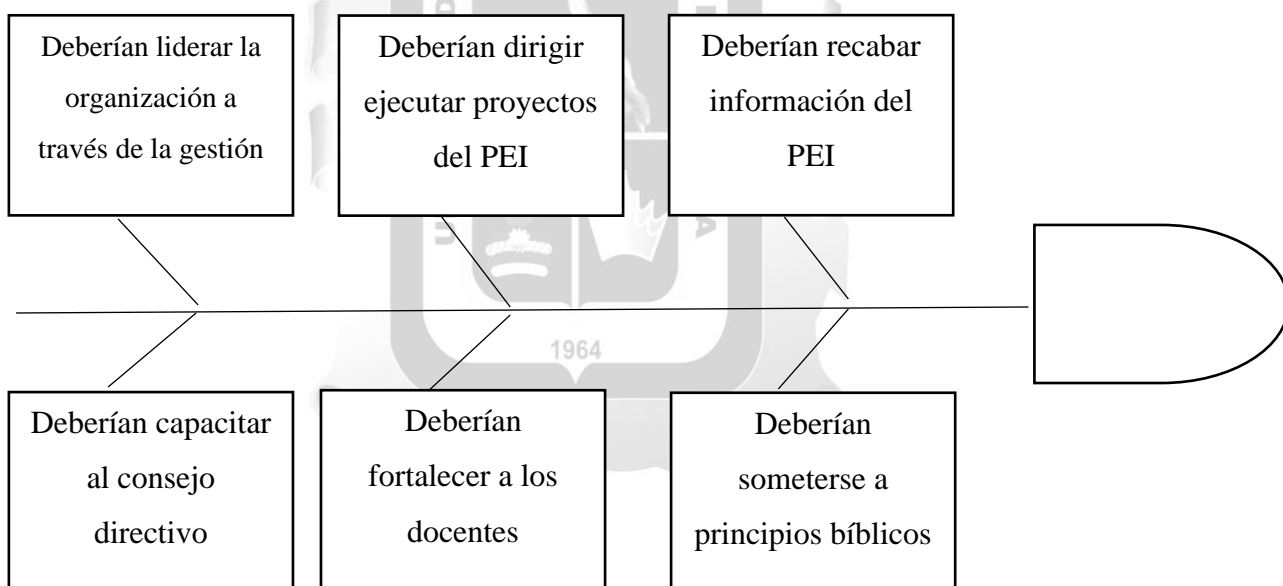 Deberían liderar la
organización a
través de la gestión
Deberían dirigir
ejecutar proyectos
del PEI
Deberían recabar
información del
PEI
1964
Deberían capacitar
al consejo
directivo
Deberían
fortalecer a los
docentes
Deberían
someterse a
principios bíblicos